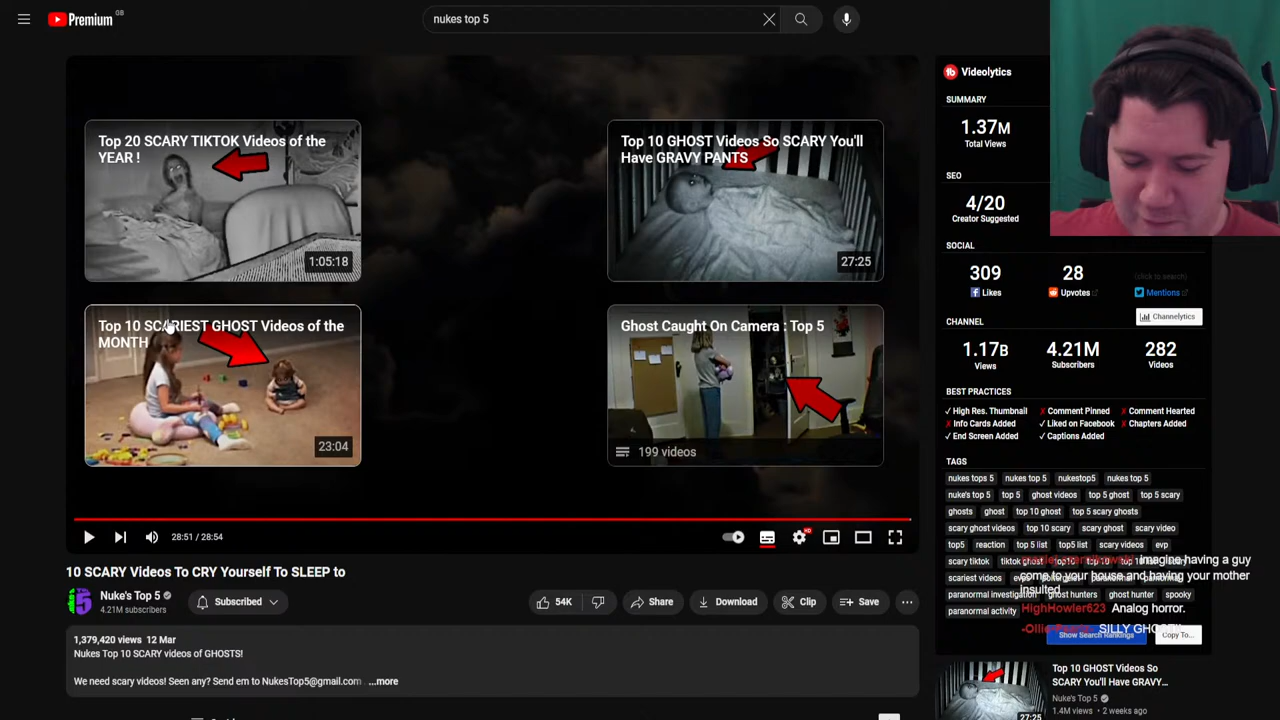 Premium GB
nukes top 5
Top 20 SCARY TIKTOK Videos of the
YEAR !
1:05:18
Top 10 GHOST Videos So SCARY You'll
Have GRAVY PANTS
27:25
Top 10 SCARIEST GHOST Videos of the
MONTH
23:04
Ghost Caught On Camera : Top 5
199 videos
28:51 / 28:54
HD
10 SCARY Videos To CRY Yourself To SLEEP to
Nuke's Top 5
4.21M subscribers
Subscribed
54K
Share
Download
Clip
Save
1,379,420 views 12 Mar
Nukes Top 10 SCARY videos of GHOSTS!
We need scary videos! Seen any? Send em to NukesTop5@gmail.com ...more
tb Videolytics
SUMMARY
1.37M
Total Views
SEO
4/20
Creator Suggested
SOCIAL
309 28 (click to search)
Likes Upvotes Mentions
Channelytics
CHANNEL
1.17B 4.21M 282
Views Subscribers Videos
BEST PRACTICES
✓ High Res. Thumbnail ✗ Comment Pinned ✗ Comment Hearted
✗ Info Cards Added ✓ Liked on Facebook ✗ Chapters Added
✓ End Screen Added ✓ Captions Added
TAGS
nukes tops 5 nukes top 5 nukestop5 nukes top 5
nuke's top 5 top 5 ghost videos top 5 ghost top 5 scary
ghosts ghost top 10 ghost top 5 scary ghosts
scary ghost videos top 10 scary scary ghost scary video
top5 reaction top 5 list top5 list scary videos evp
scary tiktok tiktok ghost top10
scariest videos
paranormal investigation ghost hunters ghost hunter spooky
paranormal activity
imagine having a guy
come to your house and having your mother
insulted
HighHowler623 Analog horror.
SILLY GHOST
Show Search Rankings Copy To...
Top 10 GHOST Videos So
SCARY You'll Have GRAVY...
Nuke's Top 5
1.4M views • 2 weeks ago
27:25